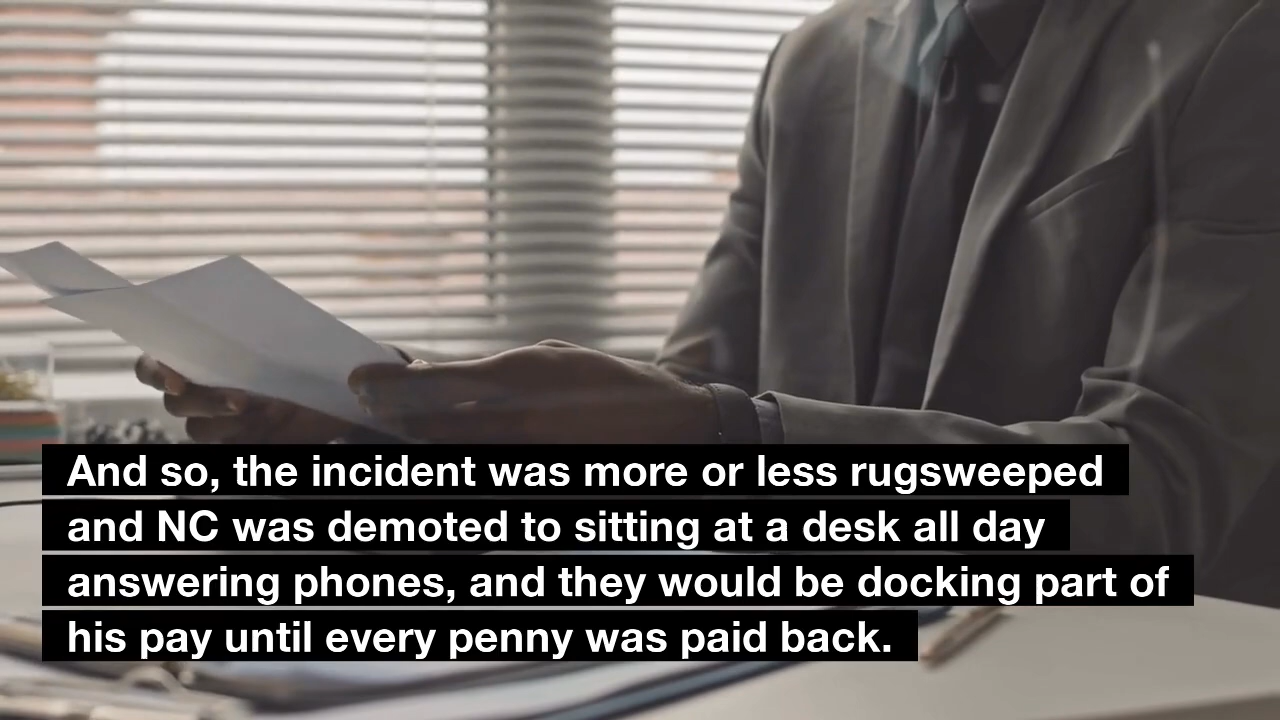 And so, the incident was more or less rugsweeped
and NC was demoted to sitting at a desk all day
answering phones, and they would be docking part of
his pay until every penny was paid back.